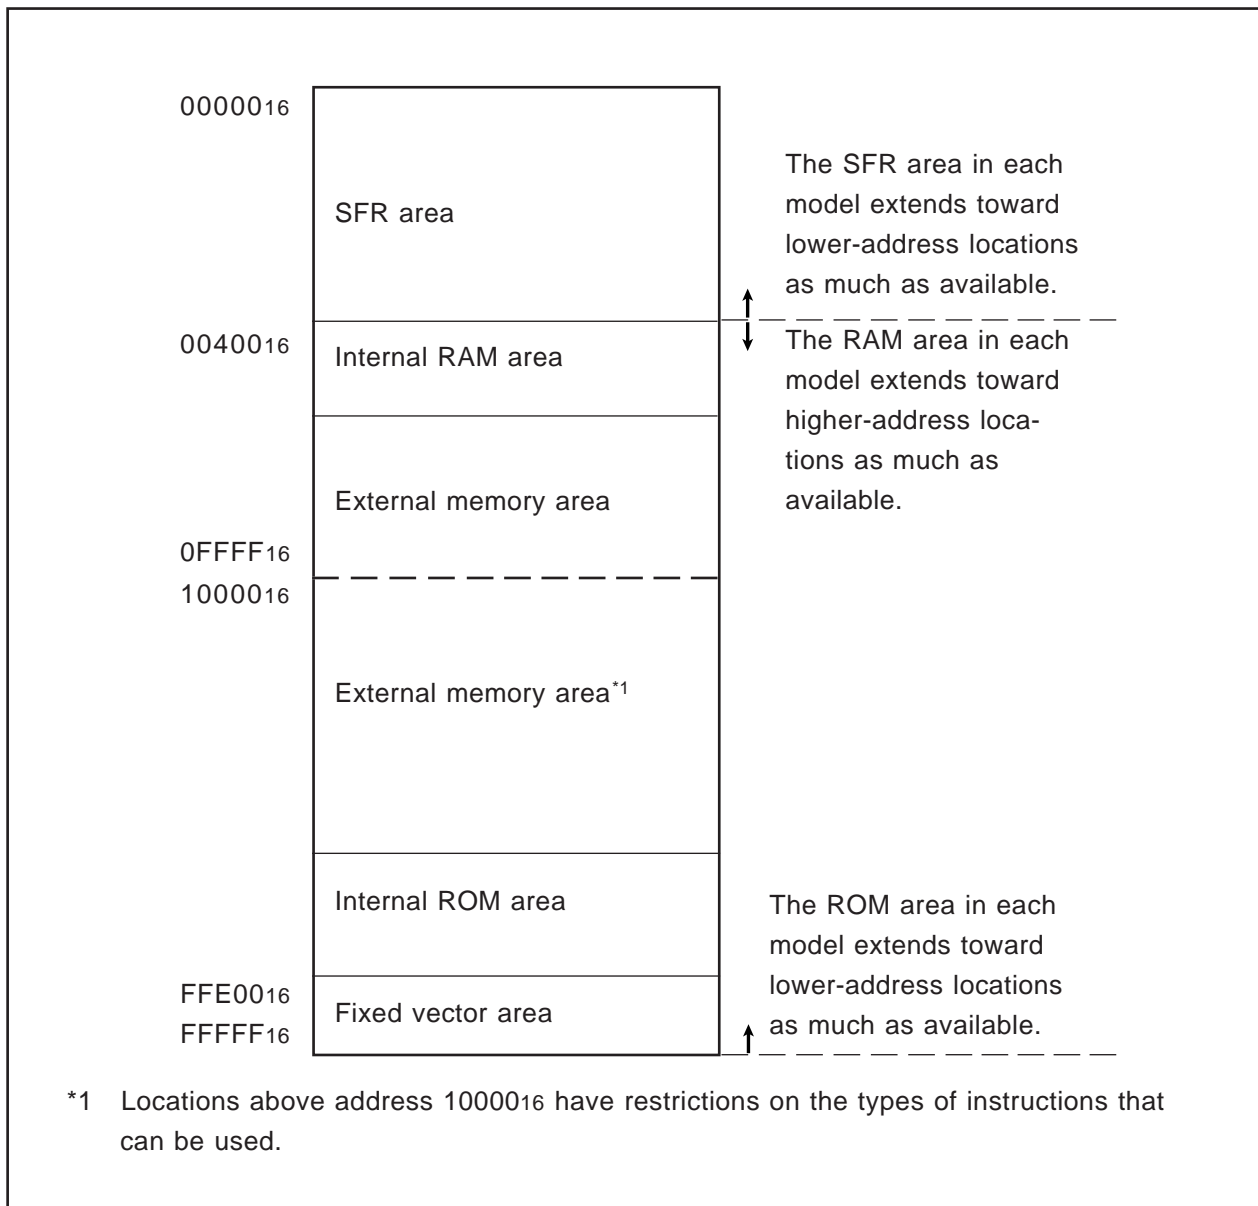 0000016
SFR area
The SFR area in each
model extends toward
lower-address locations
as much as available.
0040016
Internal RAM area
The RAM area in each
model extends toward
higher-address loca-
tions as much as
available.
External memory area
0FFFF16
1000016
External memory area*1
Internal ROM area
The ROM area in each
model extends toward
lower-address locations
as much as available.
FFE0016
Fixed vector area
FFFFF16
*1 Locations above address 1000016 have restrictions on the types of instructions that
can be used.